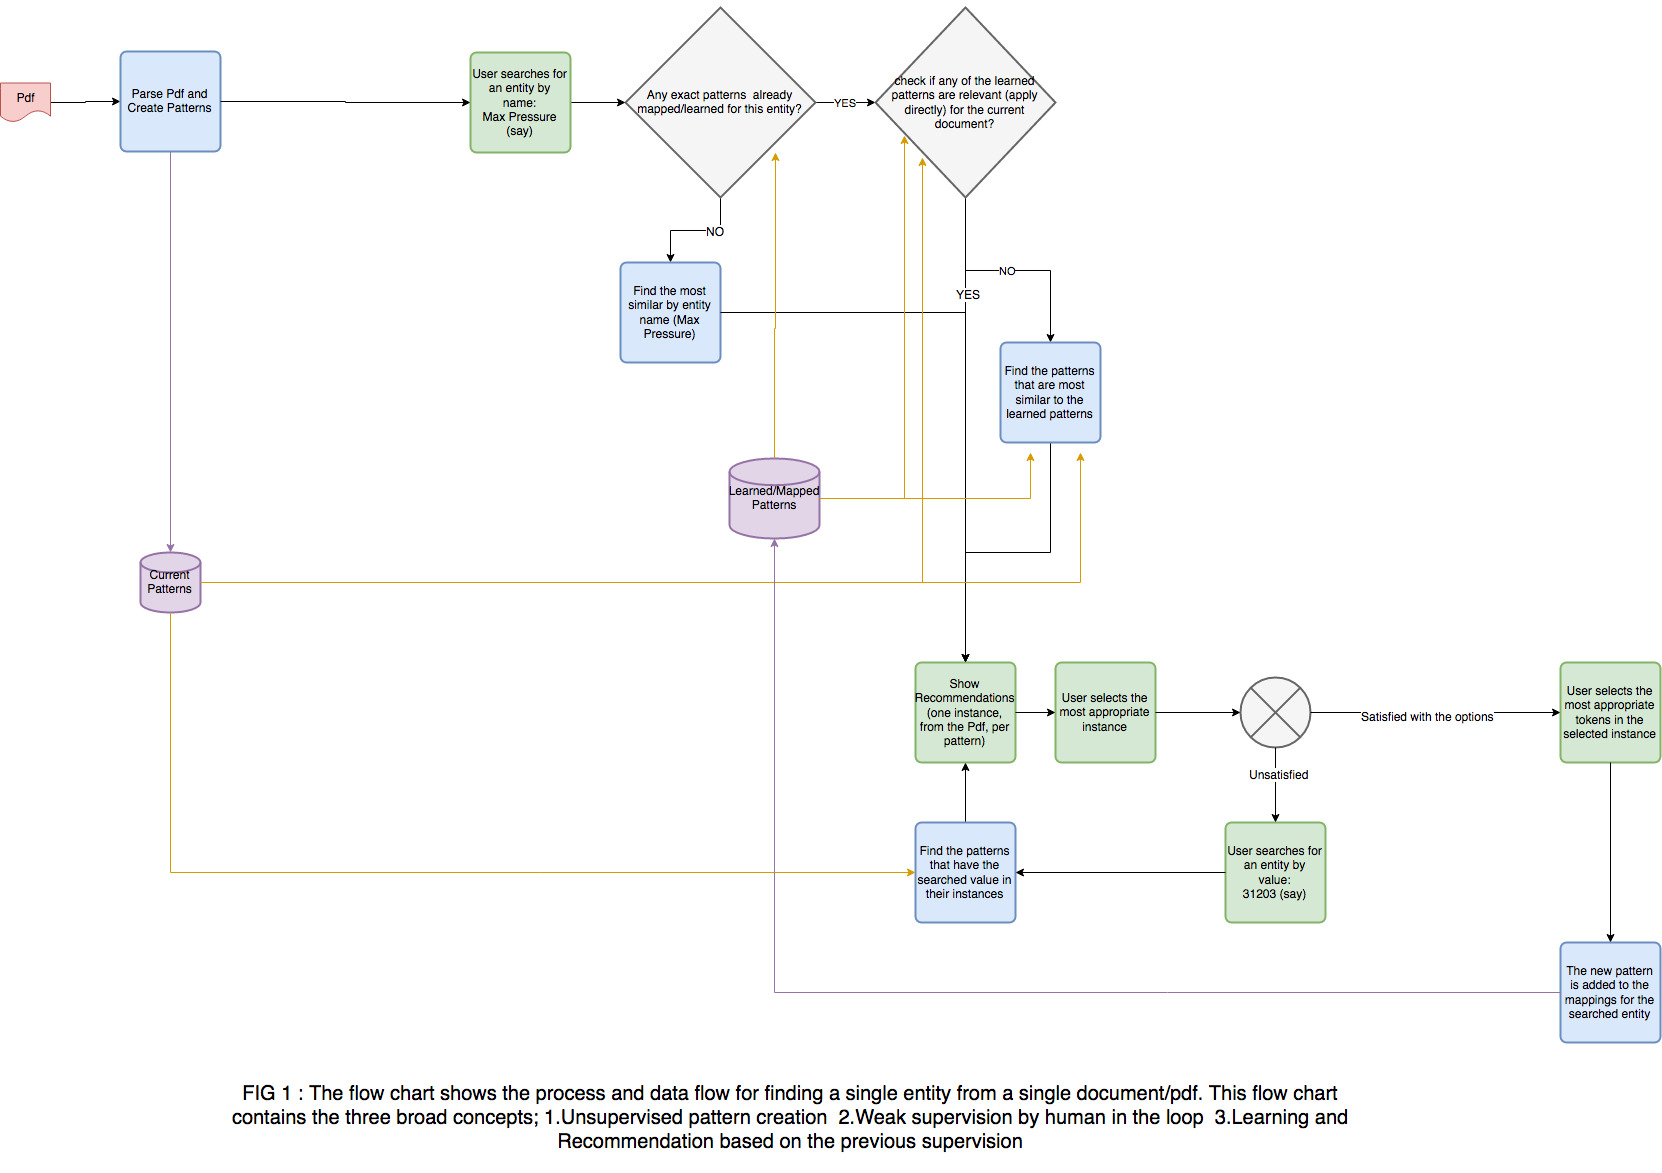 Pdf
Parse Pdf and
Create Patterns
User searches for
an entity by
name:
Max Pressure
(say)
Any exact patterns already
mapped/learned for this entity?
YES
check if any of the learned
patterns are relevant (apply
directly) for the current
document?
NO
Find the most
similar by entity
name (Max
Pressure)
NO
YES
Find the patterns
that are most
similar to the
learned patterns
Learned/Mapped
Patterns
Current
Patterns
Show
Recommendations
(one instance,
from the Pdf, per
pattern)
User selects the
most appropriate
instance
Satisfied with the options
User selects the
most appropriate
tokens in the
selected instance
Unsatisfied
Find the patterns
that have the
searched value in
their instances
User searches for
an entity by
value:
31203 (say)
The new pattern
is added to the
mappings for the
searched entity
FIG 1 : The flow chart shows the process and data flow for finding a single entity from a single document/pdf. This flow chart
contains the three broad concepts; 1.Unsupervised pattern creation 2.Weak supervision by human in the loop 3.Learning and
Recommendation based on the previous supervision